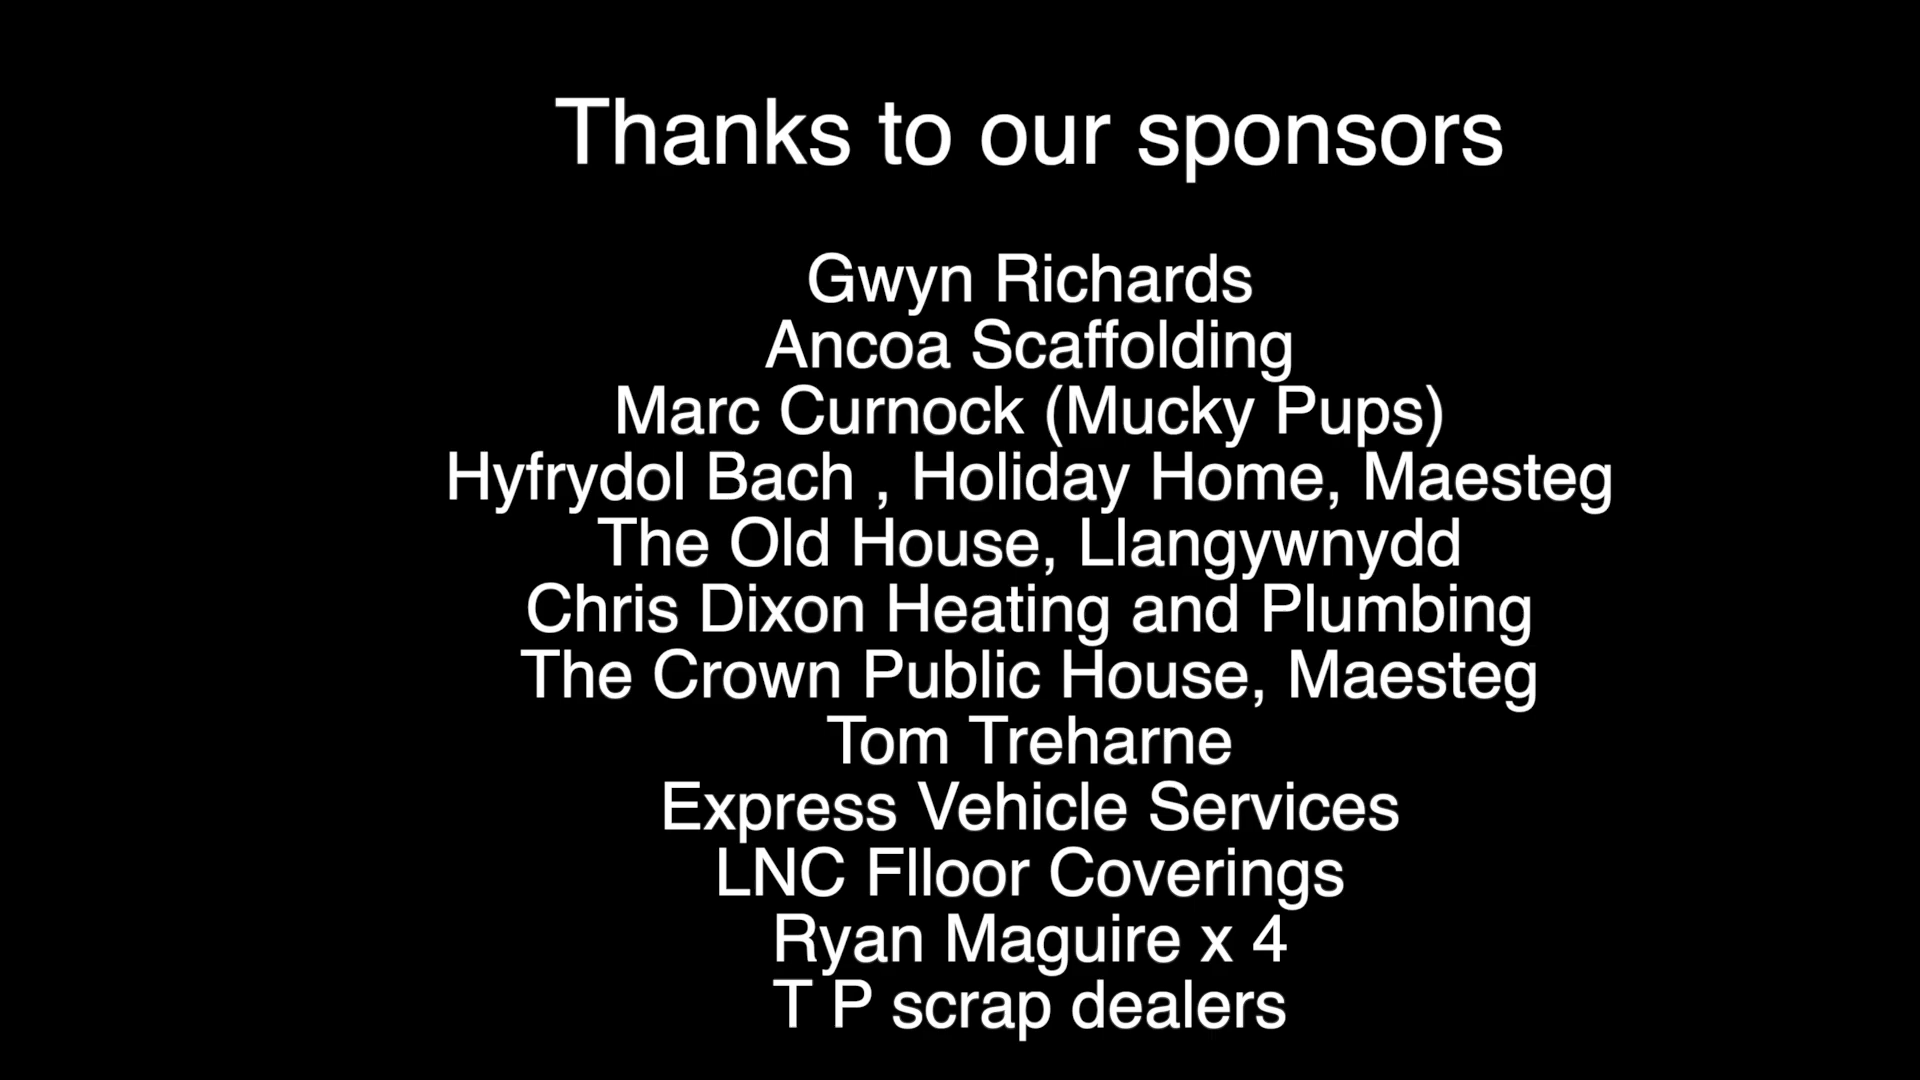 Thanks to our sponsors
Gwyn Richards
Ancoa Scaffolding
Marc Curnock (Mucky Pups)
Hyfrydol Bach , Holiday Home, Maesteg
The Old House, Llangywnydd
Chris Dixon Heating and Plumbing
The Crown Public House, Maesteg
Tom Treharne
Express Vehicle Services
LNC Flloor Coverings
Ryan Maguire x 4
T P scrap dealers